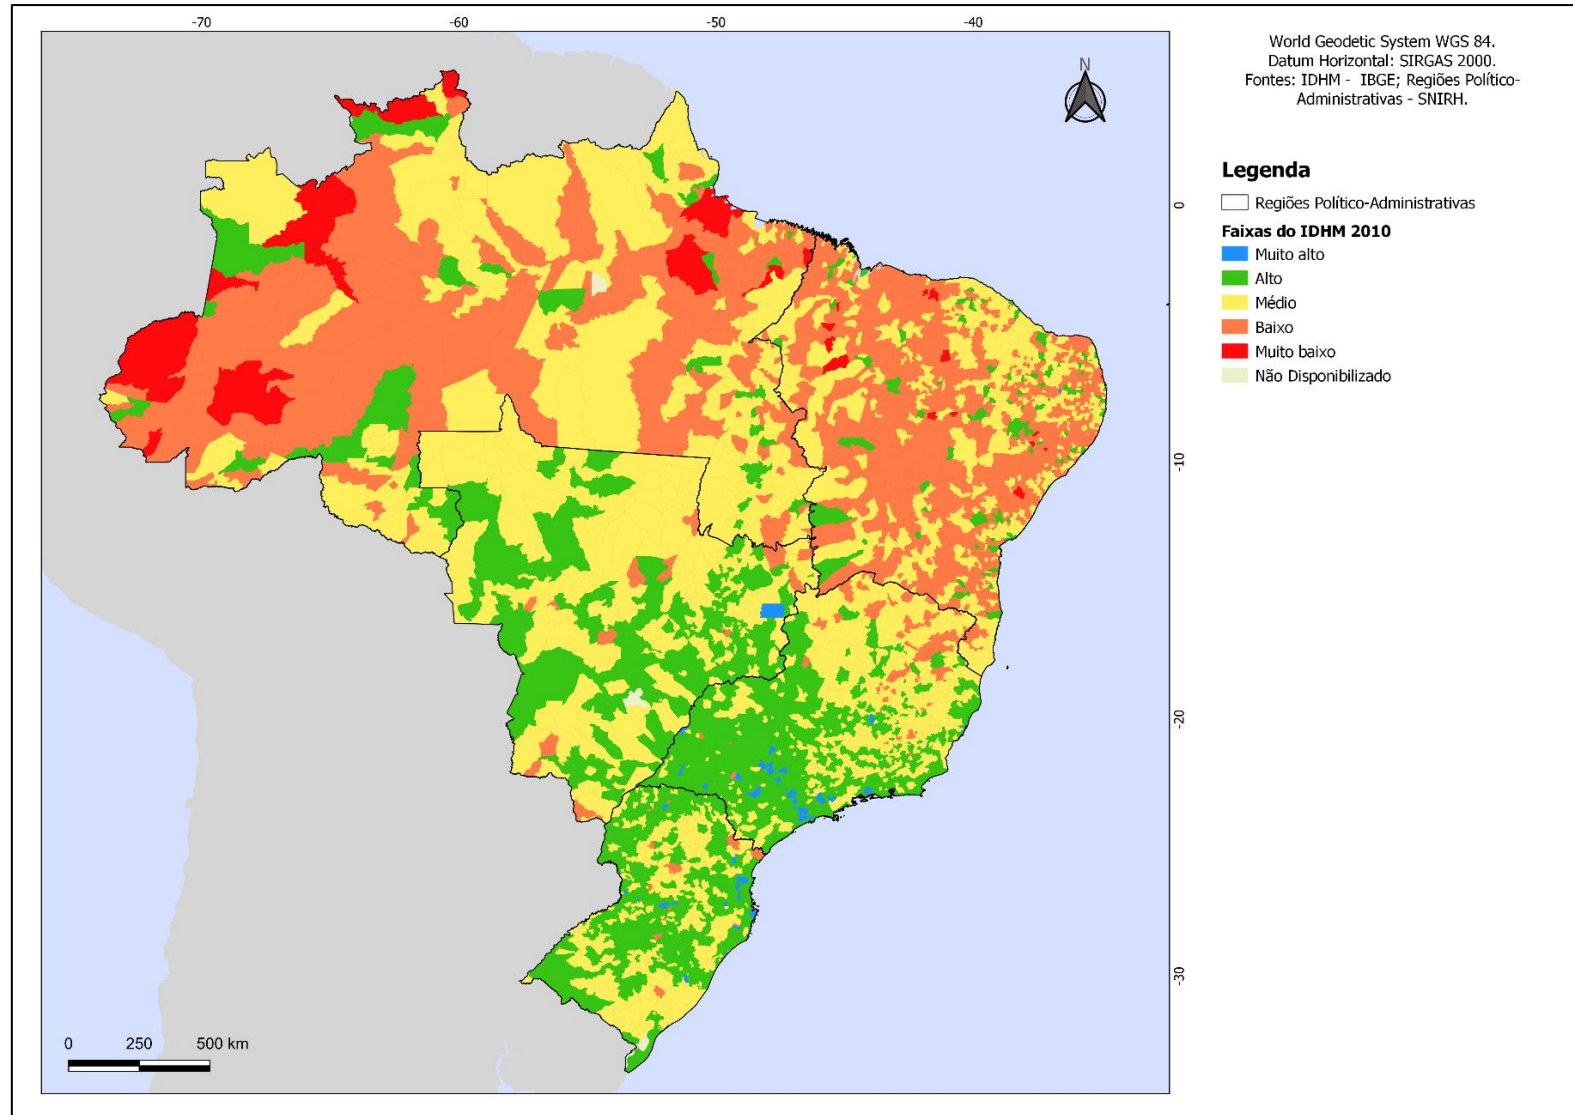 -70
-60
-50
-40
World Geodetic System WGS 84.
Datum Horizontal: SIRGAS 2000.
Fontes: IDHM - IBGE; Regiões Político-
Administrativas - SNIRH.
N
Legenda
Regiões Político-Administrativas
Faixas do IDHM 2010
Muito alto
Alto
Médio
Baixo
Muito baixo
Não Disponibilizado
0
-10
-20
-30
0 250 500 km